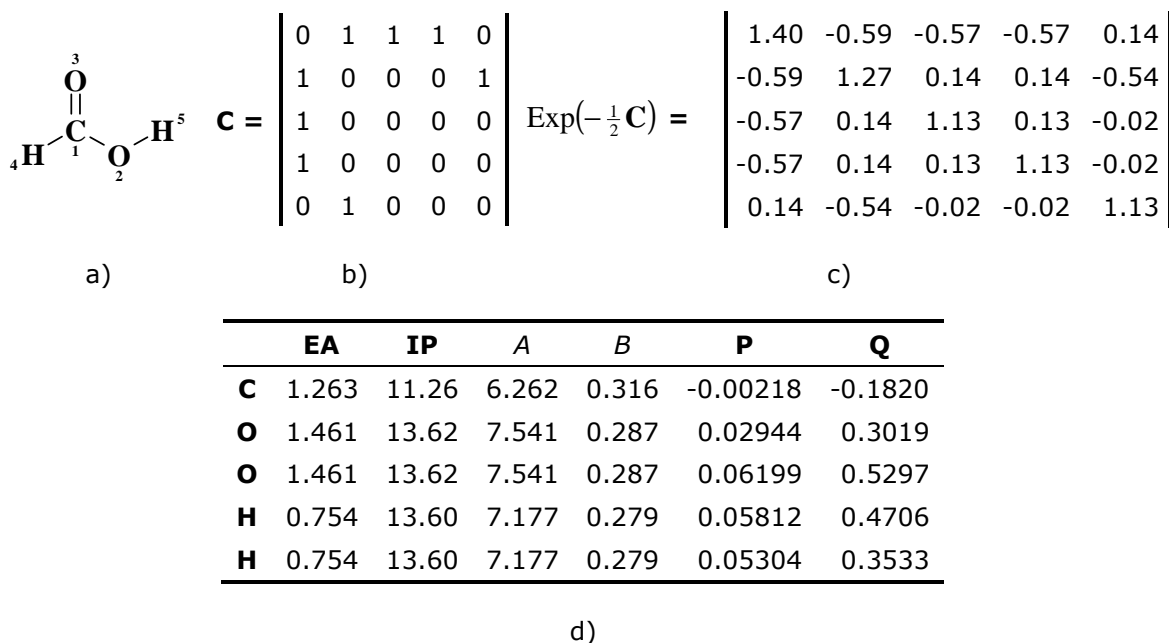 3
O
C
1
4 H
O
2
H 5
C =
0 1 1 1 0
1 0 0 0 1
1 0 0 0 0
1 0 0 0 0
0 1 0 0 0
Exp(-½ C) =
1.40 -0.59 -0.57 -0.57 0.14
-0.59 1.27 0.14 0.14 -0.54
-0.57 0.14 1.13 0.13 -0.02
-0.57 0.14 0.13 1.13 -0.02
0.14 -0.54 -0.02 -0.02 1.13
a) b) c)
EA IP A B P Q
C 1.263 11.26 6.262 0.316 -0.00218 -0.1820
O 1.461 13.62 7.541 0.287 0.02944 0.3019
O 1.461 13.62 7.541 0.287 0.06199 0.5297
H 0.754 13.60 7.177 0.279 0.05812 0.4706
H 0.754 13.60 7.177 0.279 0.05304 0.3533
d)